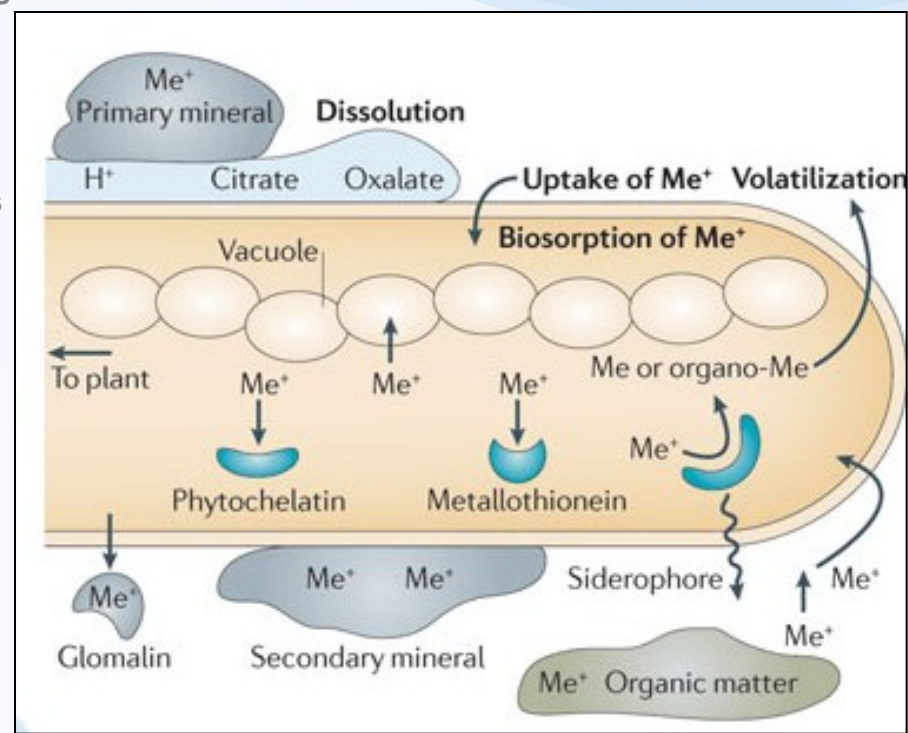 Me⁺
Primary mineral
Dissolution
H⁺ Citrate Oxalate
Uptake of Me⁺ Volatilization
Biosorption of Me⁺
Vacuole
To plant
Me⁺ Me⁺ Me⁺
Me or organo-Me
Me⁺
Phytochelatin Metallothionein
Me⁺
Glomalin
Me⁺ Me⁺
Secondary mineral
Siderophore
Me⁺
Me⁺
Me⁺ Organic matter